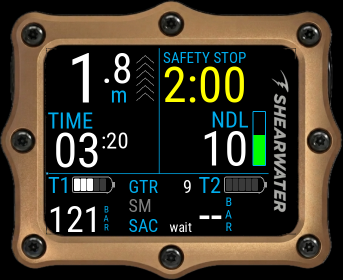 1.8 m
SAFETY STOP
2:00
TIME
03:20
NDL
10
T1 GTR 9 T2
121 BAR SM -- BAR
SAC wait
SHEARWATER